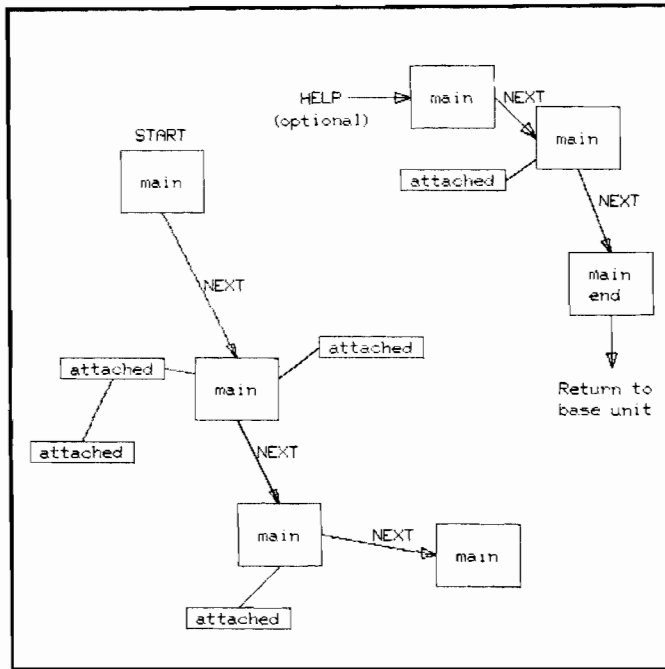 HELP
(optional)
main
NEXT
main
attached
NEXT
main
end
Return to
base unit
START
main
NEXT
attached
main
attached
attached
NEXT
main
NEXT
main
attached